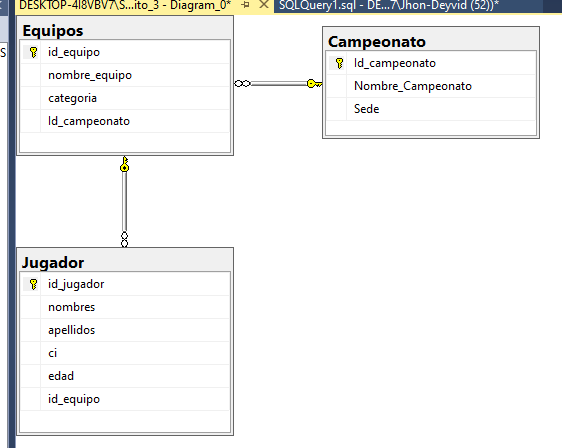 DESKTOP-4I8VBV7\S...ito_3 - Diagram_0*
SQLQuery1.sql - DE...7\Jhon-Deyvid (52))*
Equipos
id_equipo
nombre_equipo
categoria
Id_campeonato
Campeonato
Id_campeonato
Nombre_Campeonato
Sede
Jugador
id_jugador
nombres
apellidos
ci
edad
id_equipo